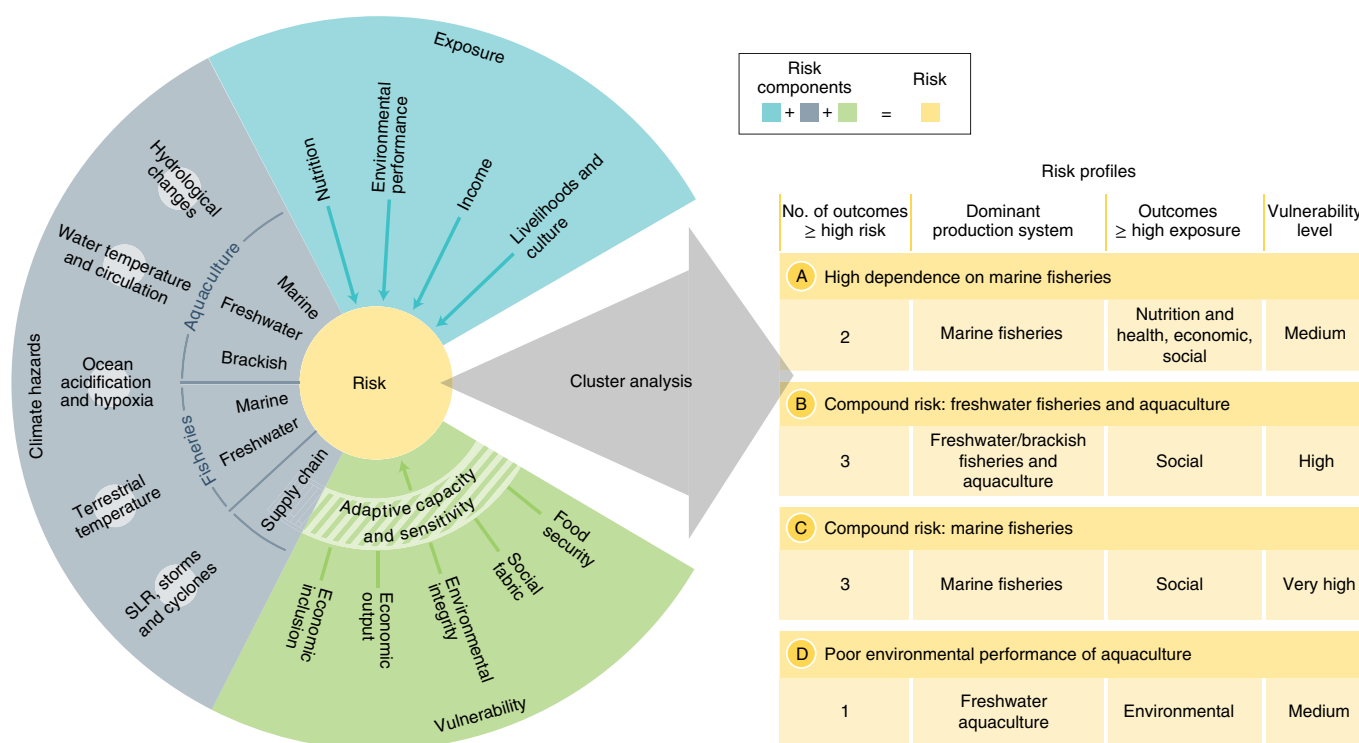 Exposure
Nutrition
Environmental
performance
Income
Livelihoods and
culture
Climate hazards
Hydrological
changes
Water temperature
and circulation
Ocean
acidification
and hypoxia
Terrestrial
temperature
SLR, storms
and cyclones
Aquaculture
Marine
Freshwater
Brackish
Fisheries
Marine
Freshwater
Supply chain
Risk
Adaptive capacity
and sensitivity
Food
security
Social
fabric
Environmental
integrity
Economic
output
Economic
inclusion
Vulnerability
Cluster analysis
Risk
components
Risk
+ + =
Risk profiles
No. of outcomes
≥ high risk
Dominant
production system
Outcomes
≥ high exposure
Vulnerability
level
A High dependence on marine fisheries
2
Marine fisheries
Nutrition and
health, economic,
social
Medium
B Compound risk: freshwater fisheries and aquaculture
3
Freshwater/brackish
fisheries and
aquaculture
Social
High
C Compound risk: marine fisheries
3
Marine fisheries
Social
Very high
D Poor environmental performance of aquaculture
1
Freshwater
aquaculture
Environmental
Medium